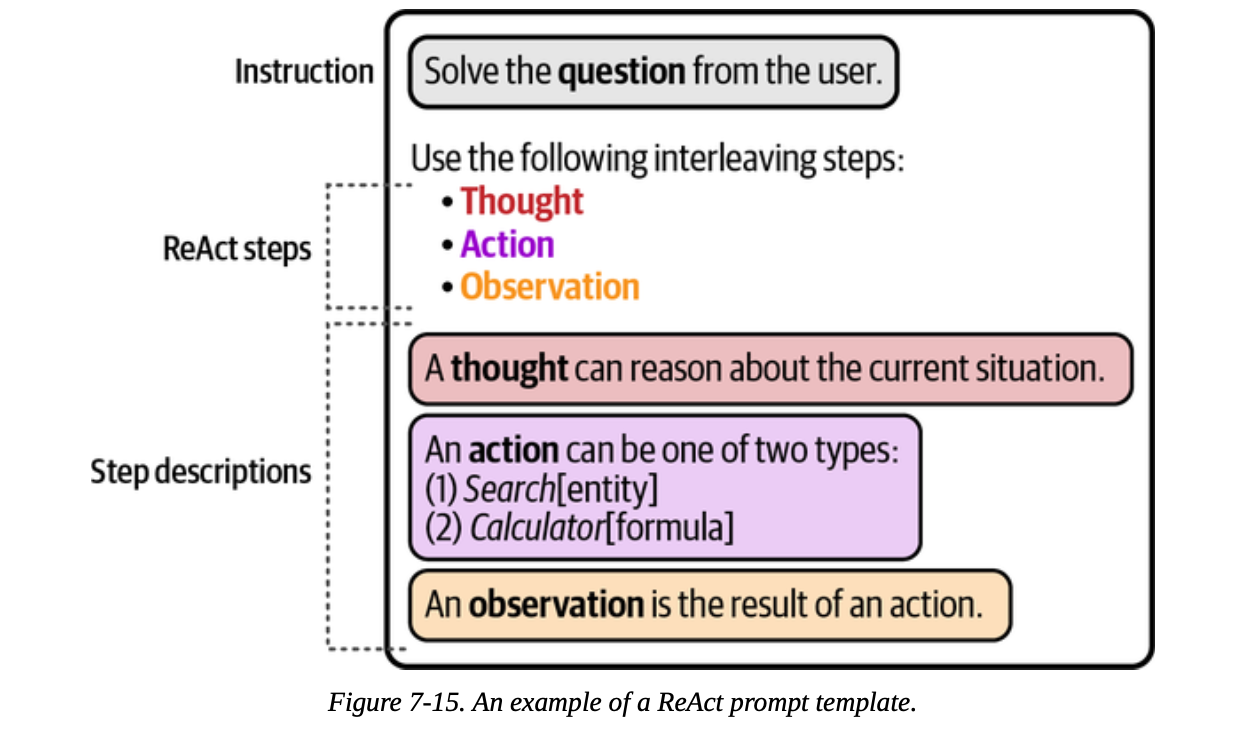 Instruction
Solve the question from the user.
Use the following interleaving steps:
ReAct steps
• Thought
• Action
• Observation
Step descriptions
A thought can reason about the current situation.
An action can be one of two types:
(1) Search[entity]
(2) Calculator[formula]
An observation is the result of an action.
Figure 7-15. An example of a ReAct prompt template.